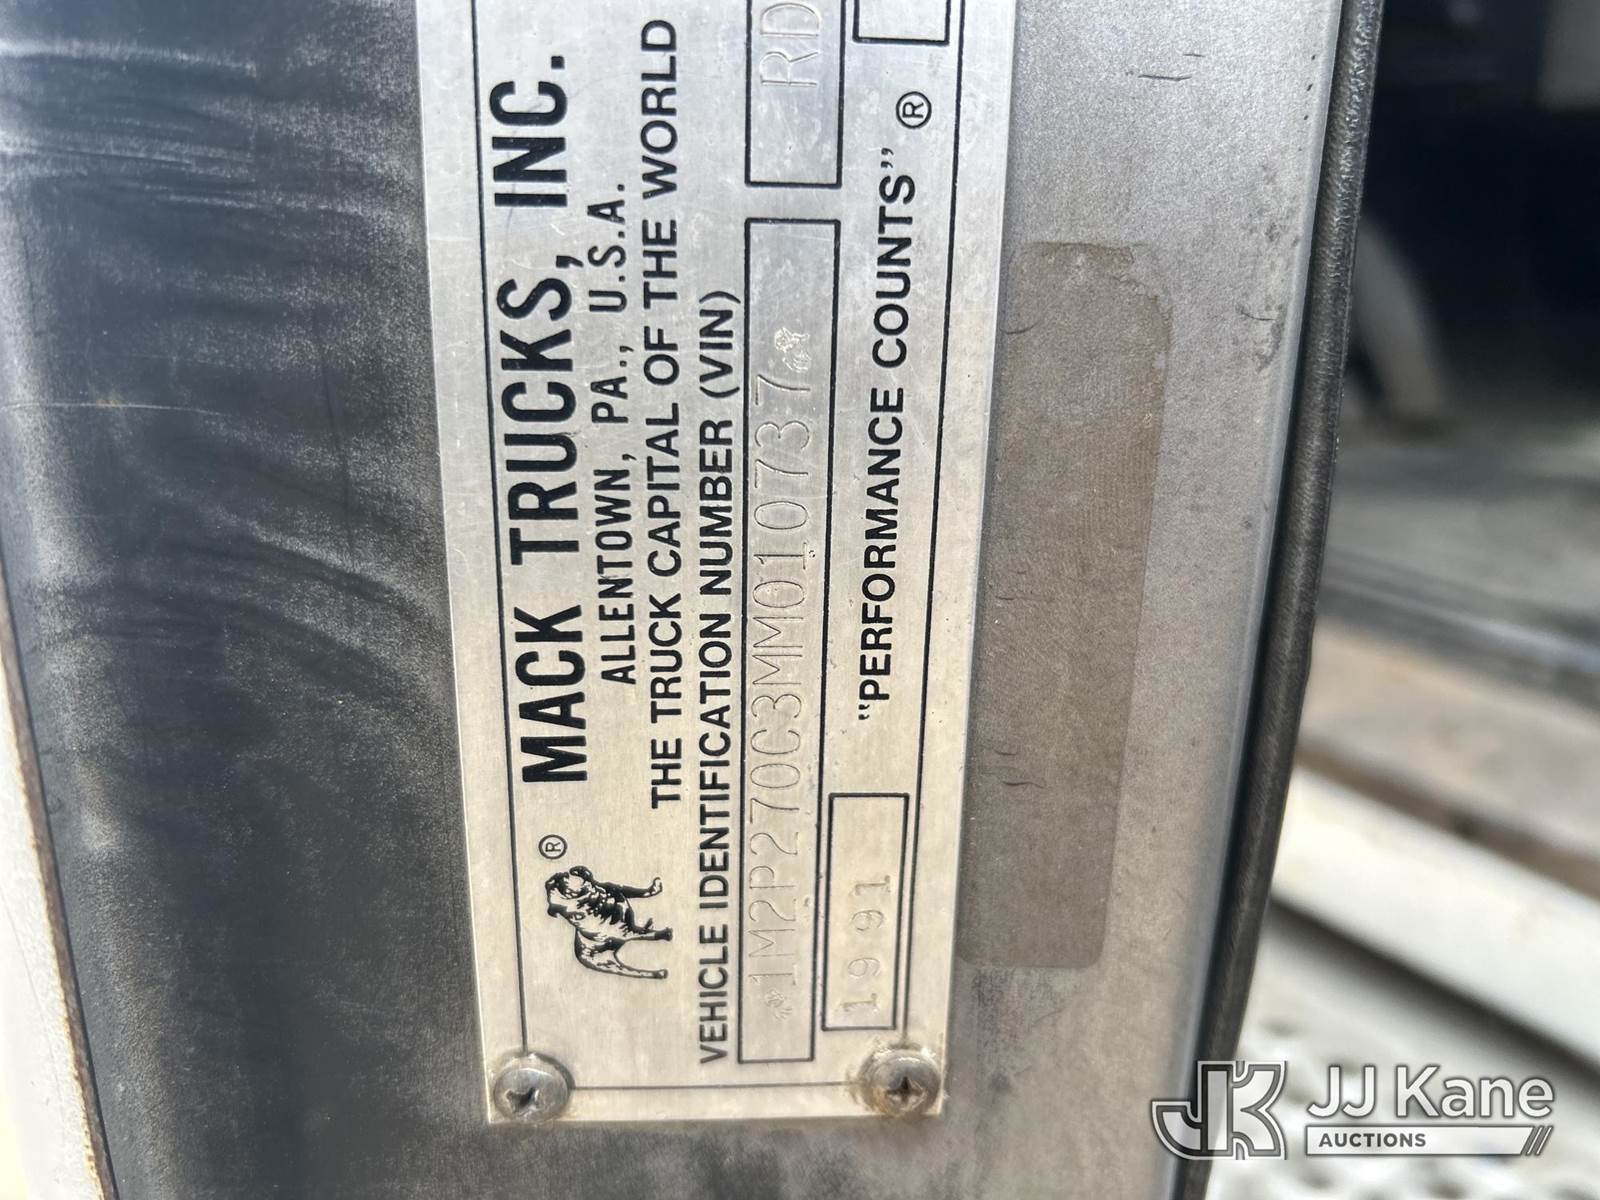 MACK TRUCKS, INC.
ALLENTOWN, PA., U.S.A.
THE TRUCK CAPITAL OF THE WORLD
VEHICLE IDENTIFICATION NUMBER (VIN)
1M2P270C3MM010737 RD
1991 "PERFORMANCE COUNTS" ®
®
JJ Kane
AUCTIONS